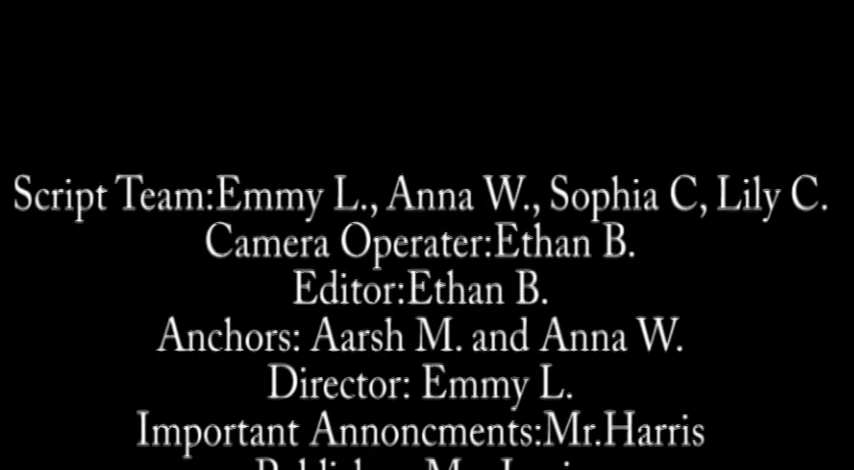 Script Team:Emmy L., Anna W., Sophia C, Lily C.
Camera Operater:Ethan B.
Editor:Ethan B.
Anchors: Aarsh M. and Anna W.
Director: Emmy L.
Important Annoncments:Mr.Harris